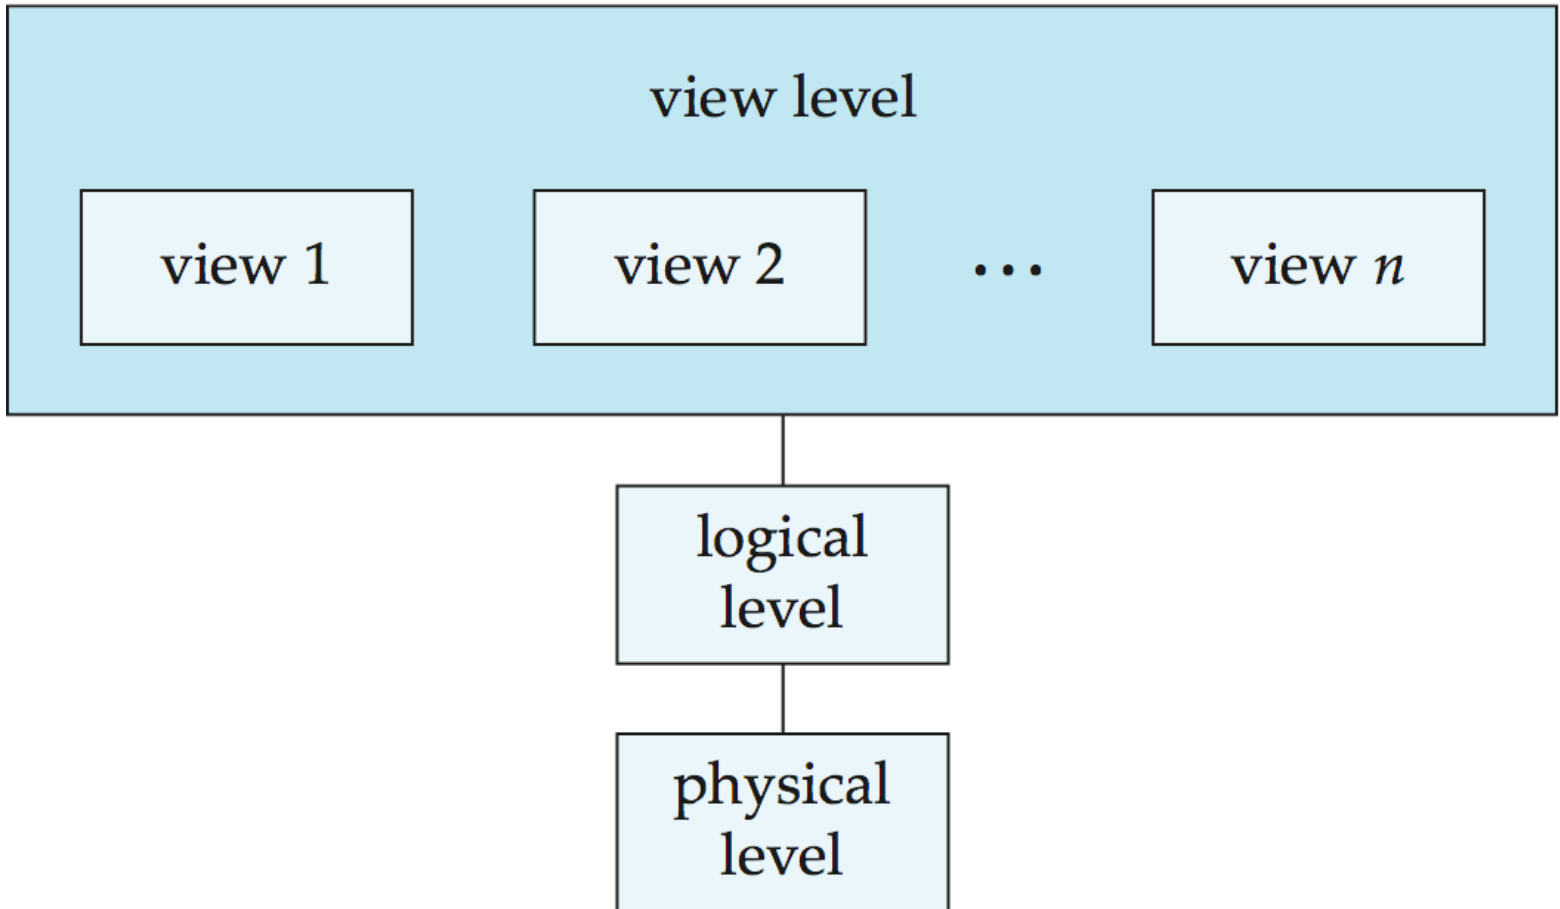 view level
view 1
view 2
...
view n
logical
level
physical
level